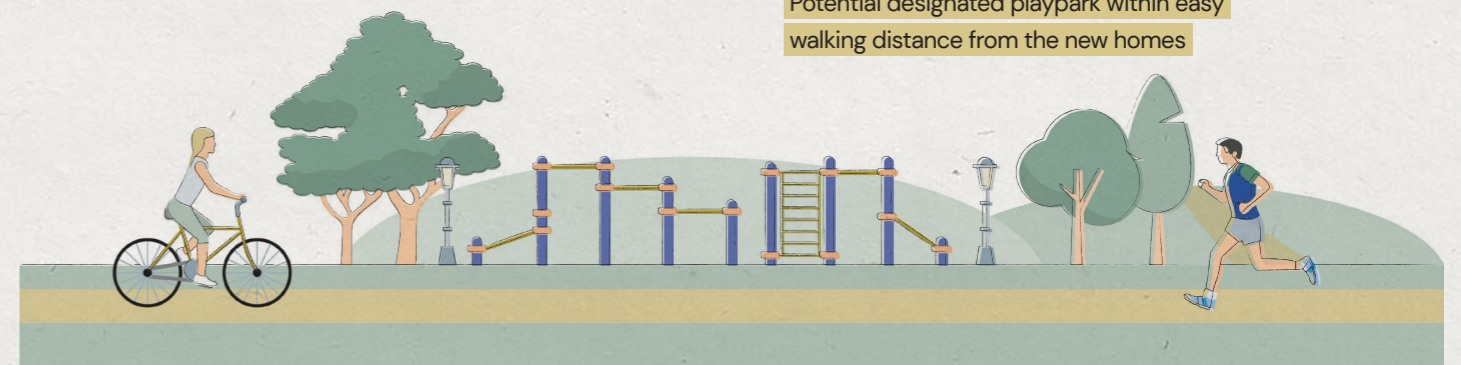 Potential designated playpark within easy
walking distance from the new homes